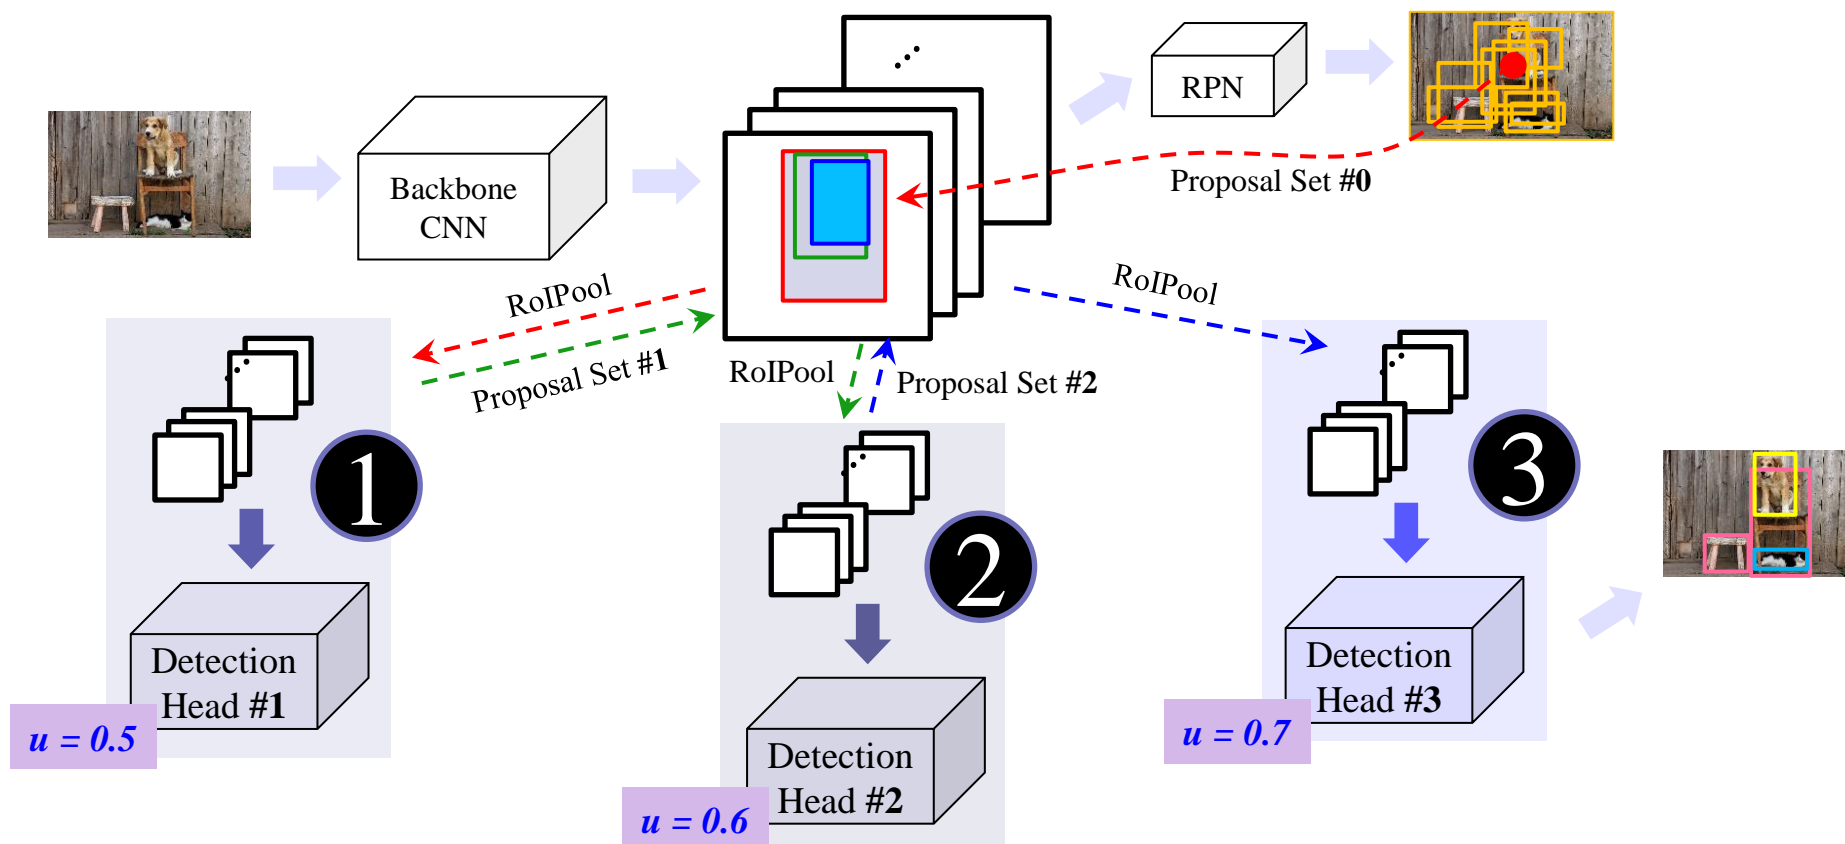 RPN
Backbone
CNN
Proposal Set #0
RoIPool
Proposal Set #1
RoIPool
Proposal Set #2
RoIPool
1
2
3
Detection
Head #1
u = 0.5
Detection
Head #2
u = 0.6
Detection
Head #3
u = 0.7